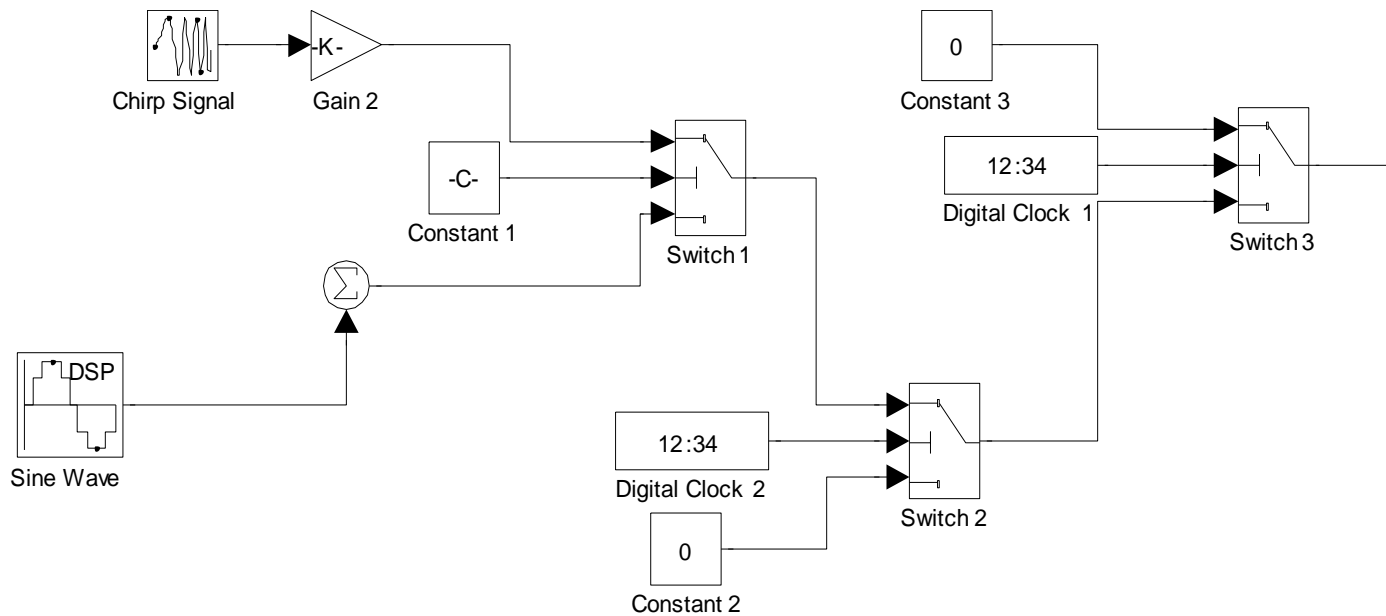 -K-
Chirp Signal
Gain 2
0
Constant 3
-C-
Constant 1
Switch 1
12:34
Digital Clock 1
Switch 3
Σ
DSP
Sine Wave
12:34
Digital Clock 2
Switch 2
0
Constant 2